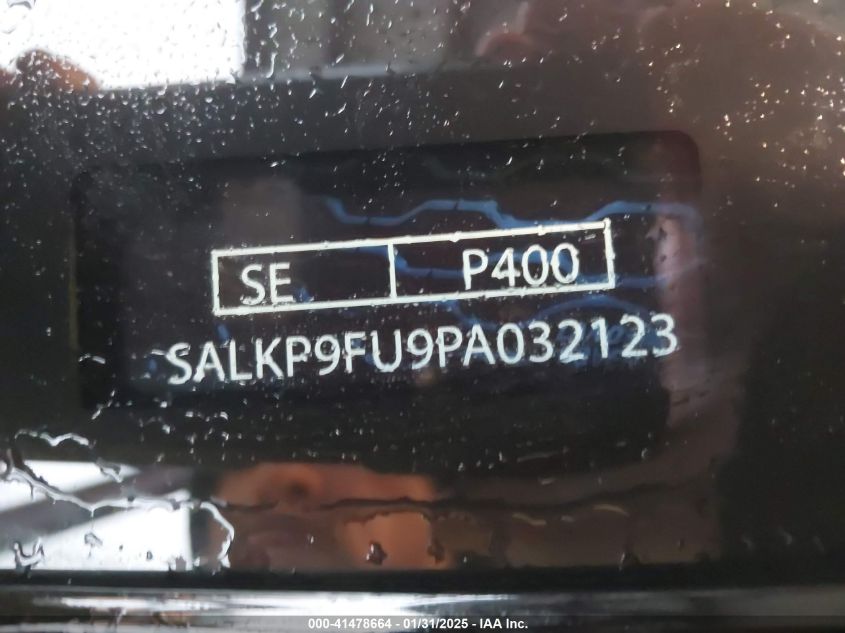 SE P400
SALKP9FU9PA032123
000-41478664 - 01/31/2025 - IAA Inc.